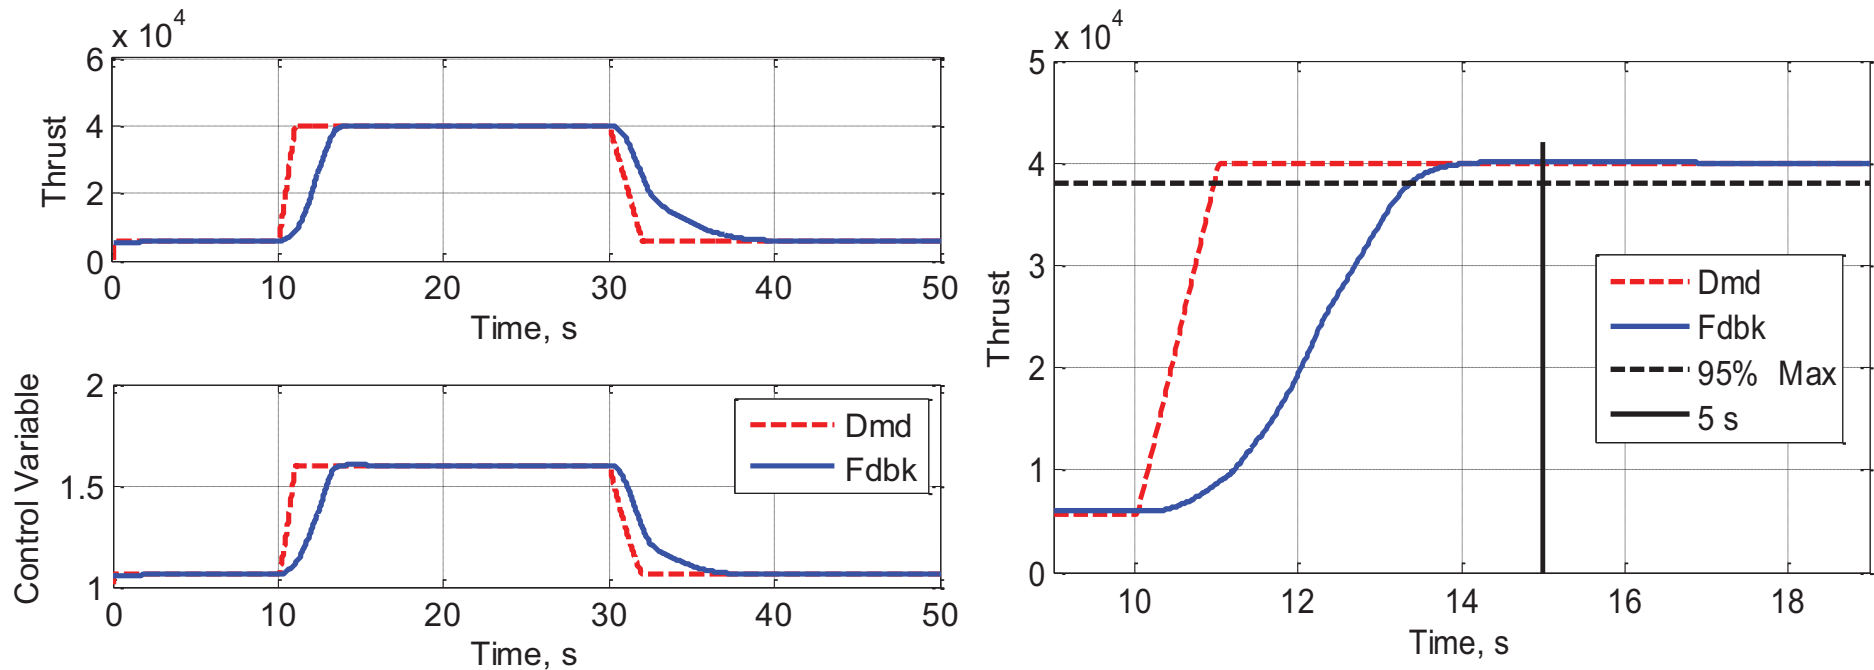 x 10^4
6
4
2
0
Thrust
0 10 20 30 40 50
Time, s
2
1.5
1
Control Variable
Dmd
Fdbk
0 10 20 30 40 50
Time, s
x 10^4
5
4
3
2
1
0
Thrust
Dmd
Fdbk
95% Max
5 s
10 12 14 16 18
Time, s